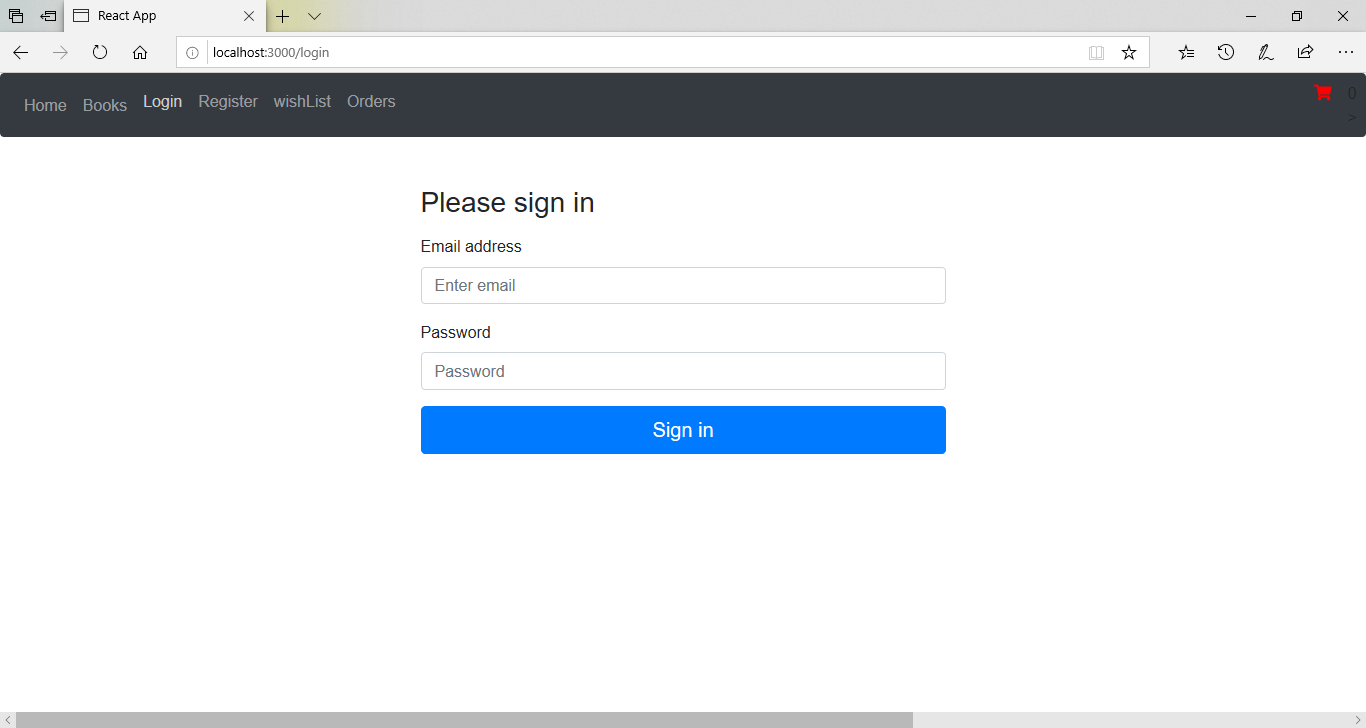 React App
localhost:3000/login
Home Books Login Register wishList Orders 0
>
Please sign in
Email address
Enter email
Password
Password
Sign in